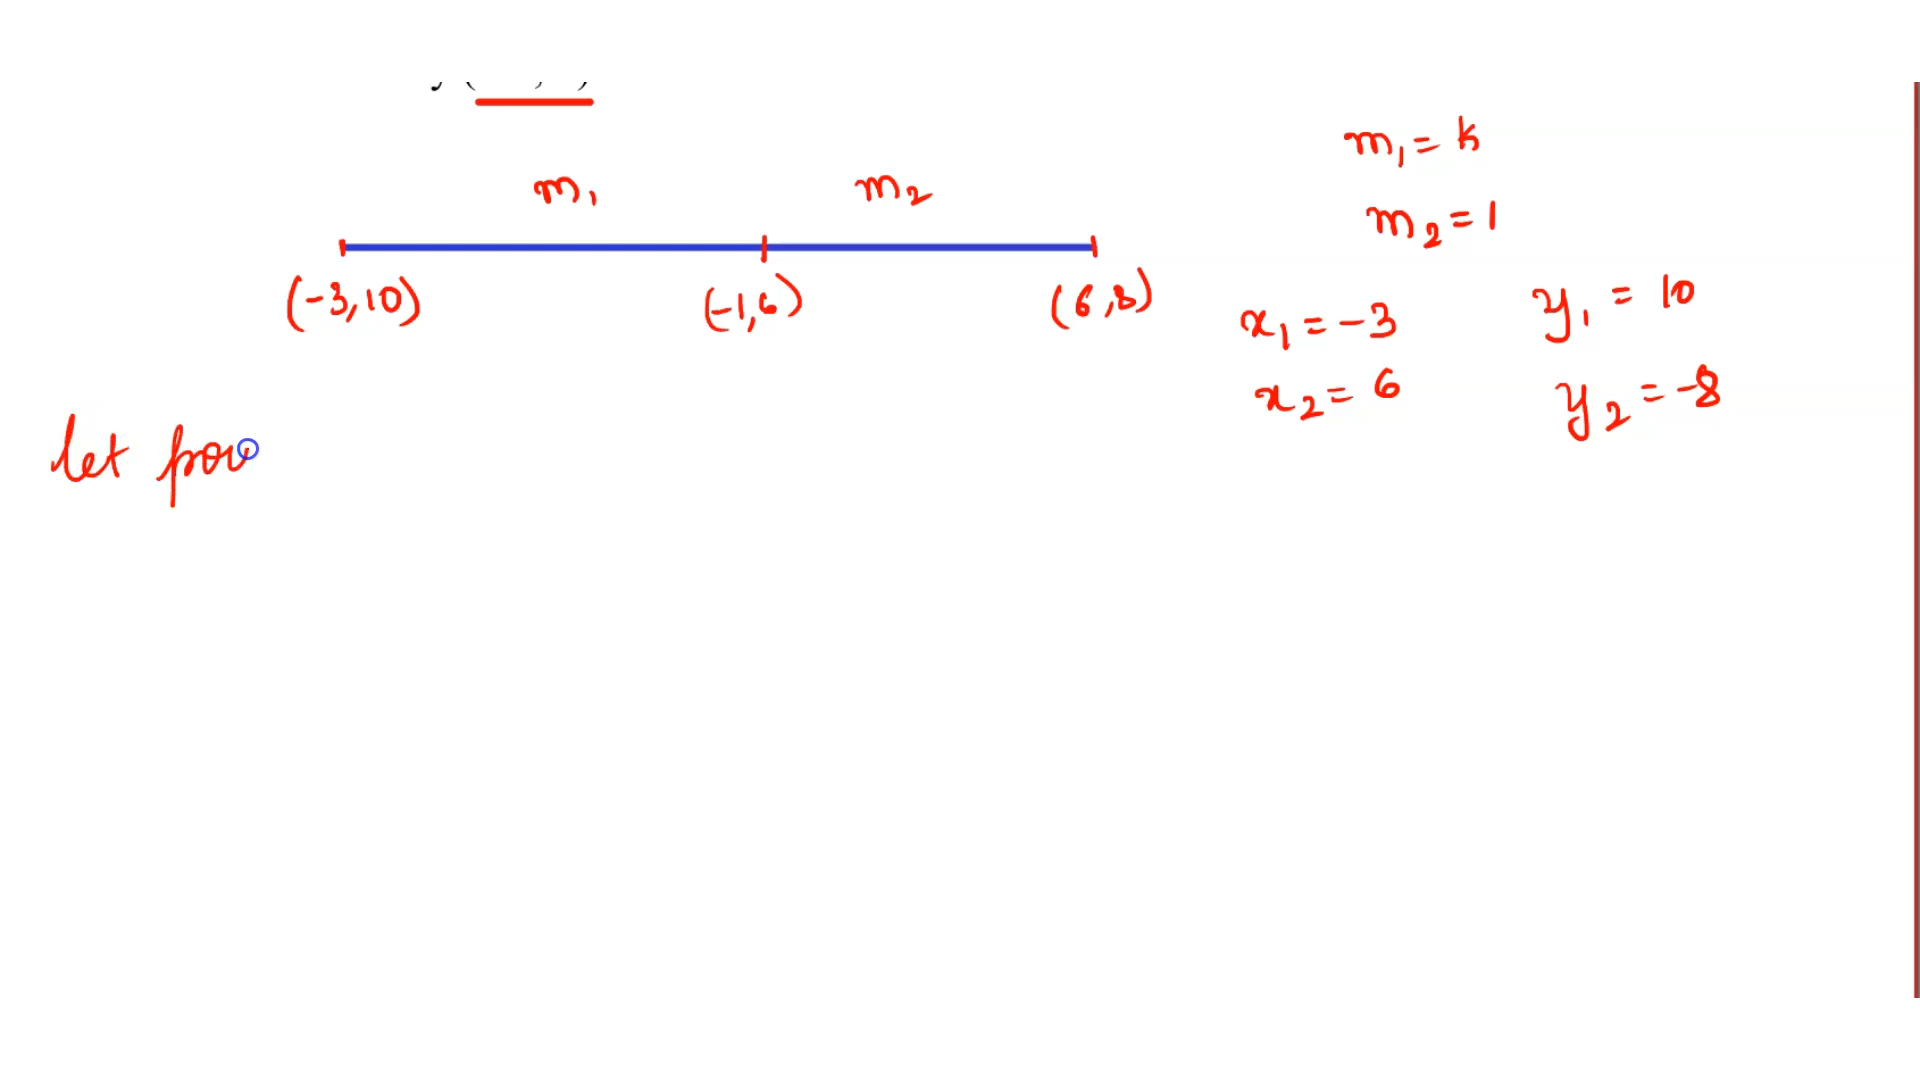 m₁ m₂
(-3,10) (-1,6) (6,8)
m₁ = k
m₂ = 1
x₁ = -3 y₁ = 10
x₂ = 6 y₂ = -8
let